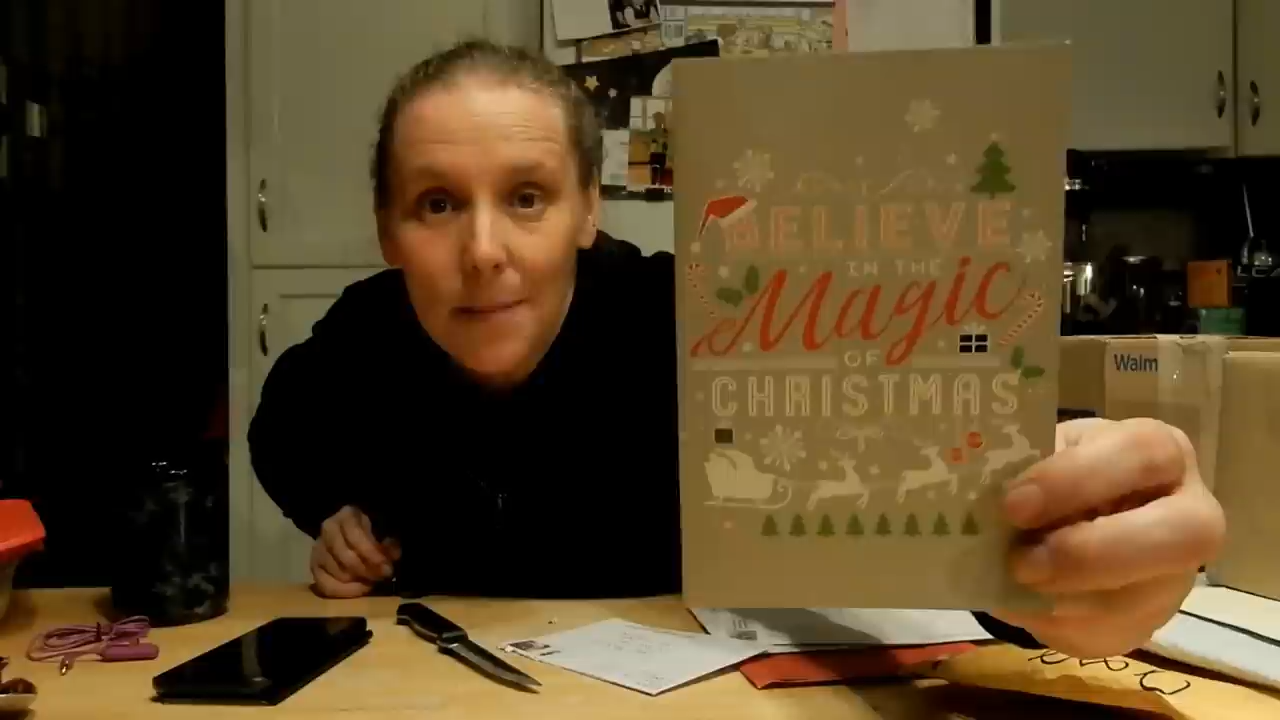 BELIEVE
IN THE
Magic
OF
CHRISTMAS
Walm